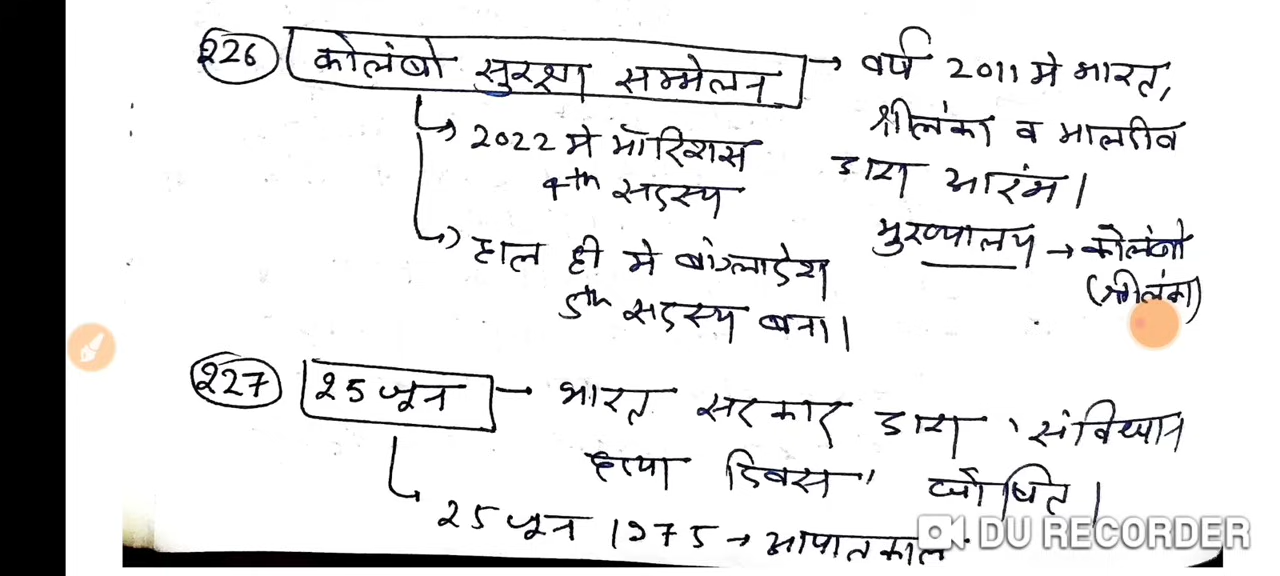 226 कोलंबो सुरक्षा सम्मेलन → वर्ष 2011 मे भारत,
श्रीलंका व मालदीव
द्वारा आरंभ।
मुख्यालय → कोलंबो
(श्रीलंका)
→ 2022 मे मॉरिशस
4th सदस्य
→ हाल ही मे बांग्लादेश
5th सदस्य बना।
227 25 जून → भारत सरकार द्वारा 'संविधान
हत्या दिवस' घोषित।
25 जून 1975 → आपातकाल
DU RECORDER